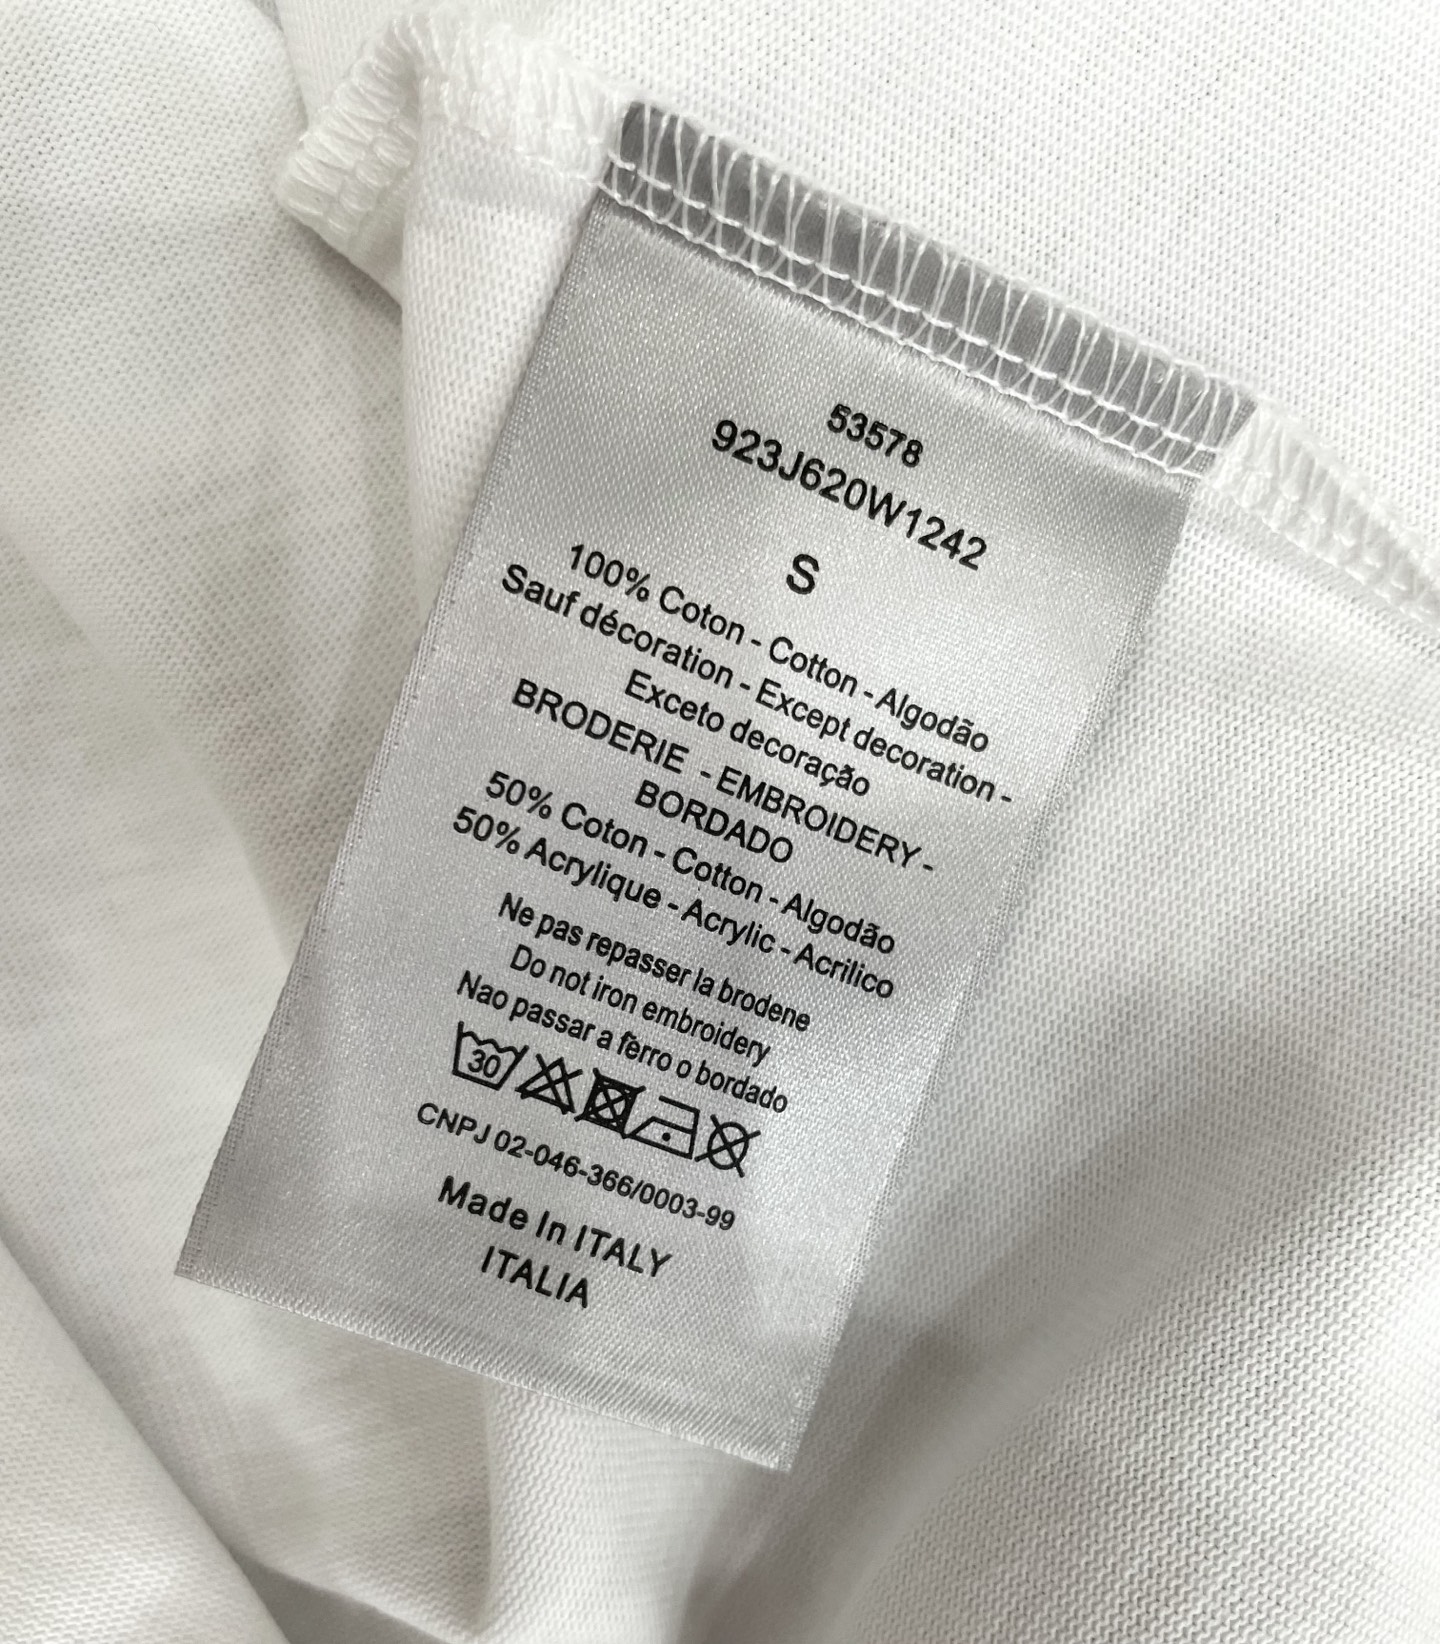 53578
923J620W1242
S
100% Coton - Cotton - Algodão
Sauf décoration - Except decoration -
Exceto decoração
BRODERIE - EMBROIDERY -
BORDADO
50% Coton - Cotton - Algodão
50% Acrylique - Acrylic - Acrilico
Ne pas repasser la brodene
Do not iron embroidery
Nao passar a fèrro o bordado
30
CNPJ 02-046-366/0003-99
Made In ITALY
ITALIA